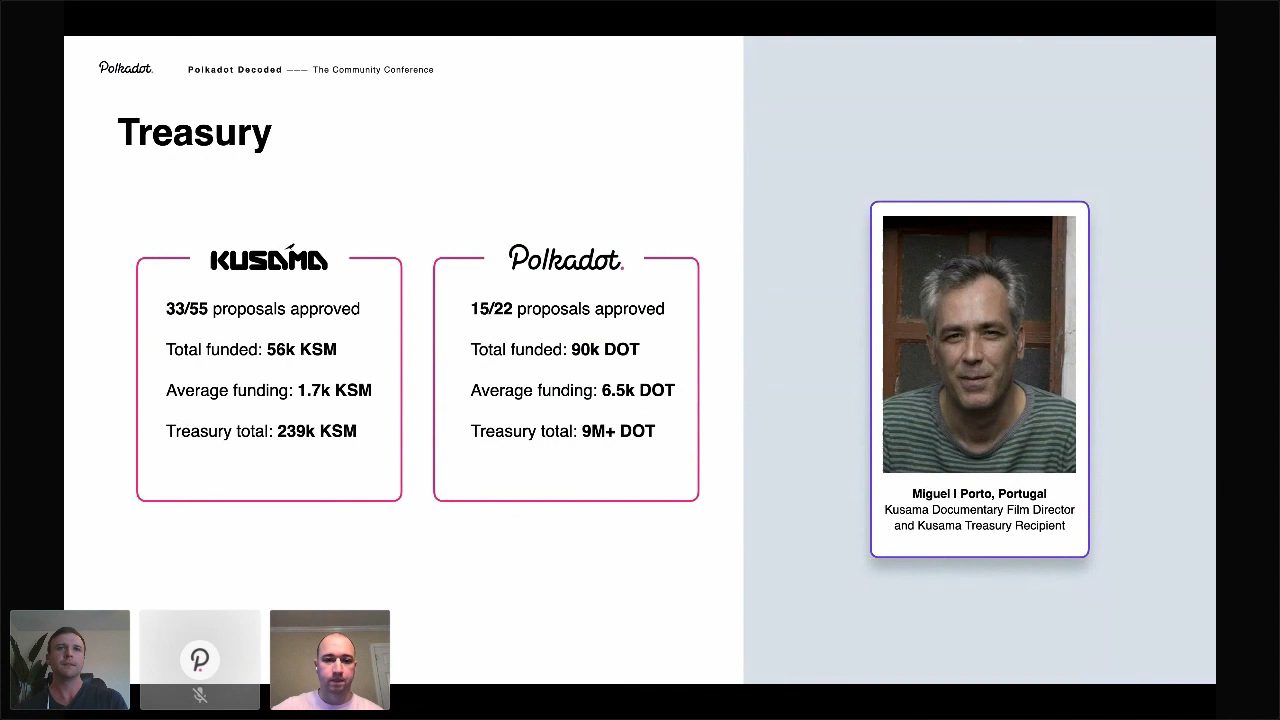 Polkadot.
Polkadot Decoded ——— The Community Conference
Treasury
KUSAMA
33/55 proposals approved
Total funded: 56k KSM
Average funding: 1.7k KSM
Treasury total: 239k KSM
Polkadot.
15/22 proposals approved
Total funded: 90k DOT
Average funding: 6.5k DOT
Treasury total: 9M+ DOT
Miguel | Porto, Portugal
Kusama Documentary Film Director
and Kusama Treasury Recipient
P.